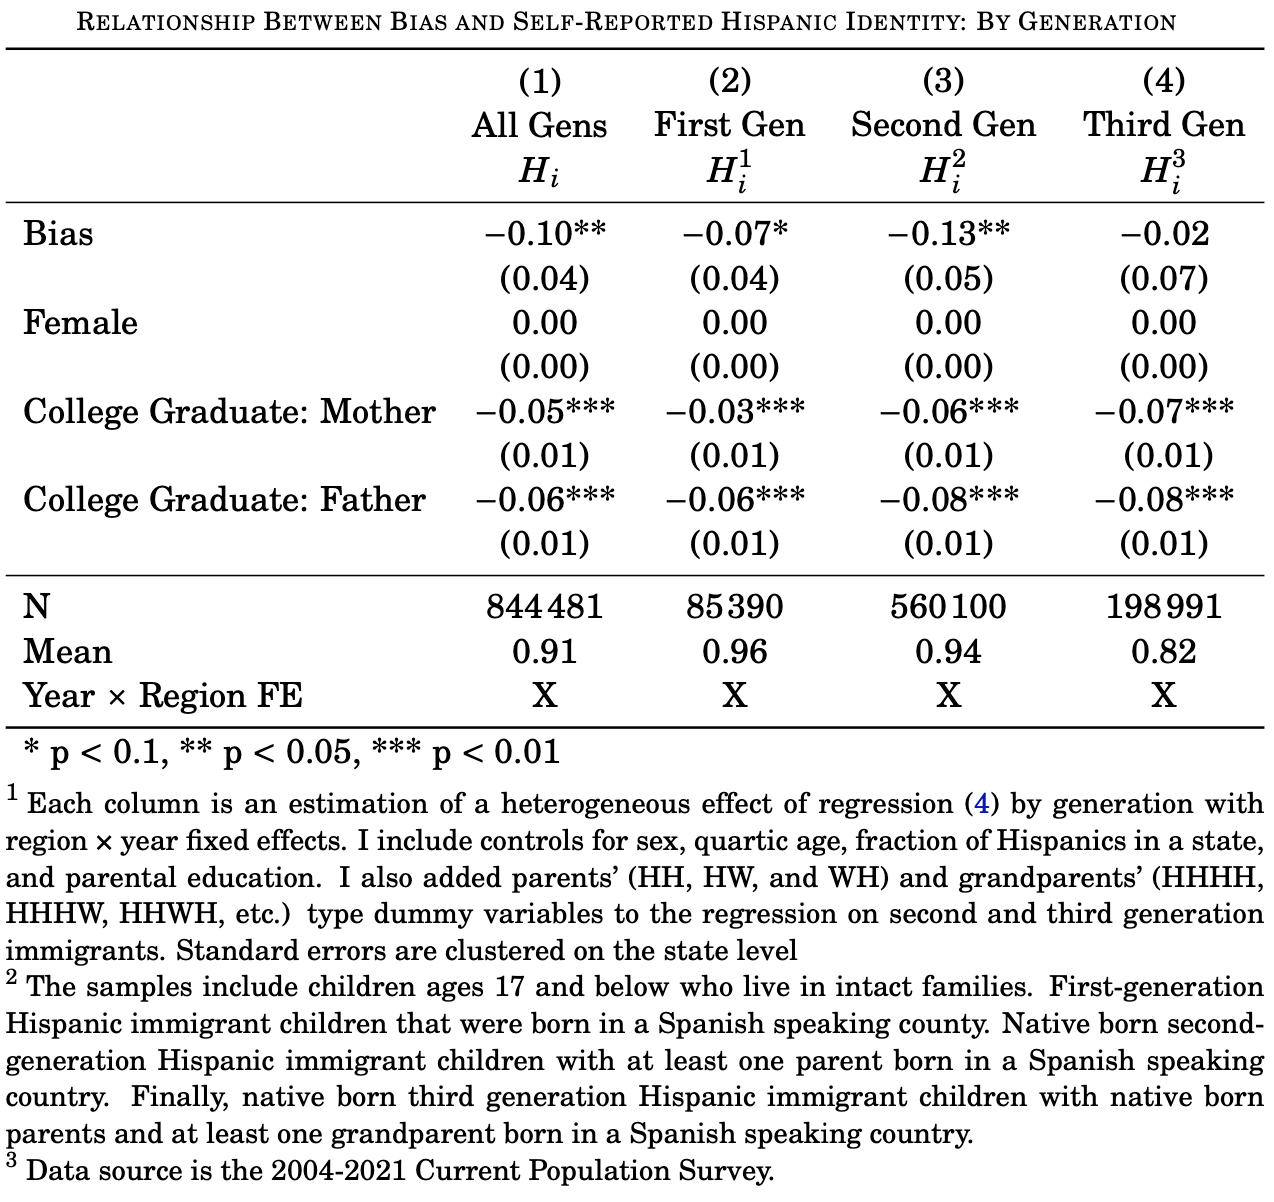 RELATIONSHIP BETWEEN BIAS AND SELF-REPORTED HISPANIC IDENTITY: BY GENERATION
(1) (2) (3) (4)
All Gens First Gen Second Gen Third Gen
H_i H_i^1 H_i^2 H_i^3
Bias −0.10** −0.07* −0.13** −0.02
(0.04) (0.04) (0.05) (0.07)
Female 0.00 0.00 0.00 0.00
(0.00) (0.00) (0.00) (0.00)
College Graduate: Mother −0.05*** −0.03*** −0.06*** −0.07***
(0.01) (0.01) (0.01) (0.01)
College Graduate: Father −0.06*** −0.06*** −0.08*** −0.08***
(0.01) (0.01) (0.01) (0.01)
N 844 481 85 390 560 100 198 991
Mean 0.91 0.96 0.94 0.82
Year × Region FE X X X X
* p < 0.1, ** p < 0.05, *** p < 0.01
1 Each column is an estimation of a heterogeneous effect of regression (4) by generation with
region × year fixed effects. I include controls for sex, quartic age, fraction of Hispanics in a state,
and parental education. I also added parents' (HH, HW, and WH) and grandparents' (HHHH,
HHHW, HHWH, etc.) type dummy variables to the regression on second and third generation
immigrants. Standard errors are clustered on the state level
2 The samples include children ages 17 and below who live in intact families. First-generation
Hispanic immigrant children that were born in a Spanish speaking county. Native born second-
generation Hispanic immigrant children with at least one parent born in a Spanish speaking
country. Finally, native born third generation Hispanic immigrant children with native born
parents and at least one grandparent born in a Spanish speaking country.
3 Data source is the 2004-2021 Current Population Survey.